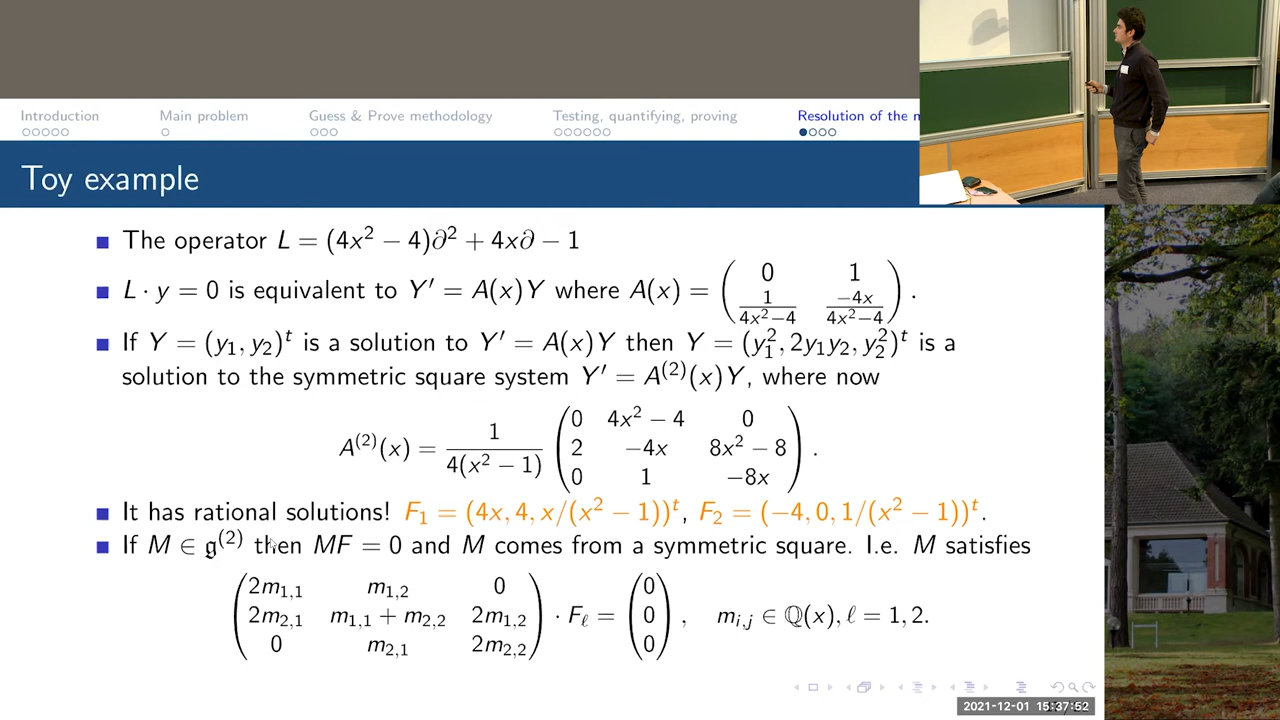 Introduction Main problem Guess & Prove methodology Testing, quantifying, proving Resolution of the
Toy example
The operator L = (4x² − 4)∂² + 4x∂ − 1
L · y = 0 is equivalent to Y′ = A(x)Y where A(x) = ( 0 1 ; 1/(4x²−4) −4x/(4x²−4) ) .
If Y = (y₁, y₂)ᵗ is a solution to Y′ = A(x)Y then Y = (y₁², 2y₁y₂, y₂²)ᵗ is a
solution to the symmetric square system Y′ = A⁽²⁾(x)Y, where now
A⁽²⁾(x) = 1/(4(x² − 1)) ( 0 4x² − 4 0 ; 2 −4x 8x² − 8 ; 0 1 −8x ) .
It has rational solutions! F₁ = (4x, 4, x/(x² − 1))ᵗ, F₂ = (−4, 0, 1/(x² − 1))ᵗ.
If M ∈ 𝔤⁽²⁾ then MF = 0 and M comes from a symmetric square. I.e. M satisfies
( 2m₁,₁ m₁,₂ 0 ; 2m₂,₁ m₁,₁ + m₂,₂ 2m₁,₂ ; 0 m₂,₁ 2m₂,₂ ) · Fℓ = ( 0 ; 0 ; 0 ) , mᵢ,ⱼ ∈ ℚ(x), ℓ = 1, 2.
2021-12-01 15:37:52